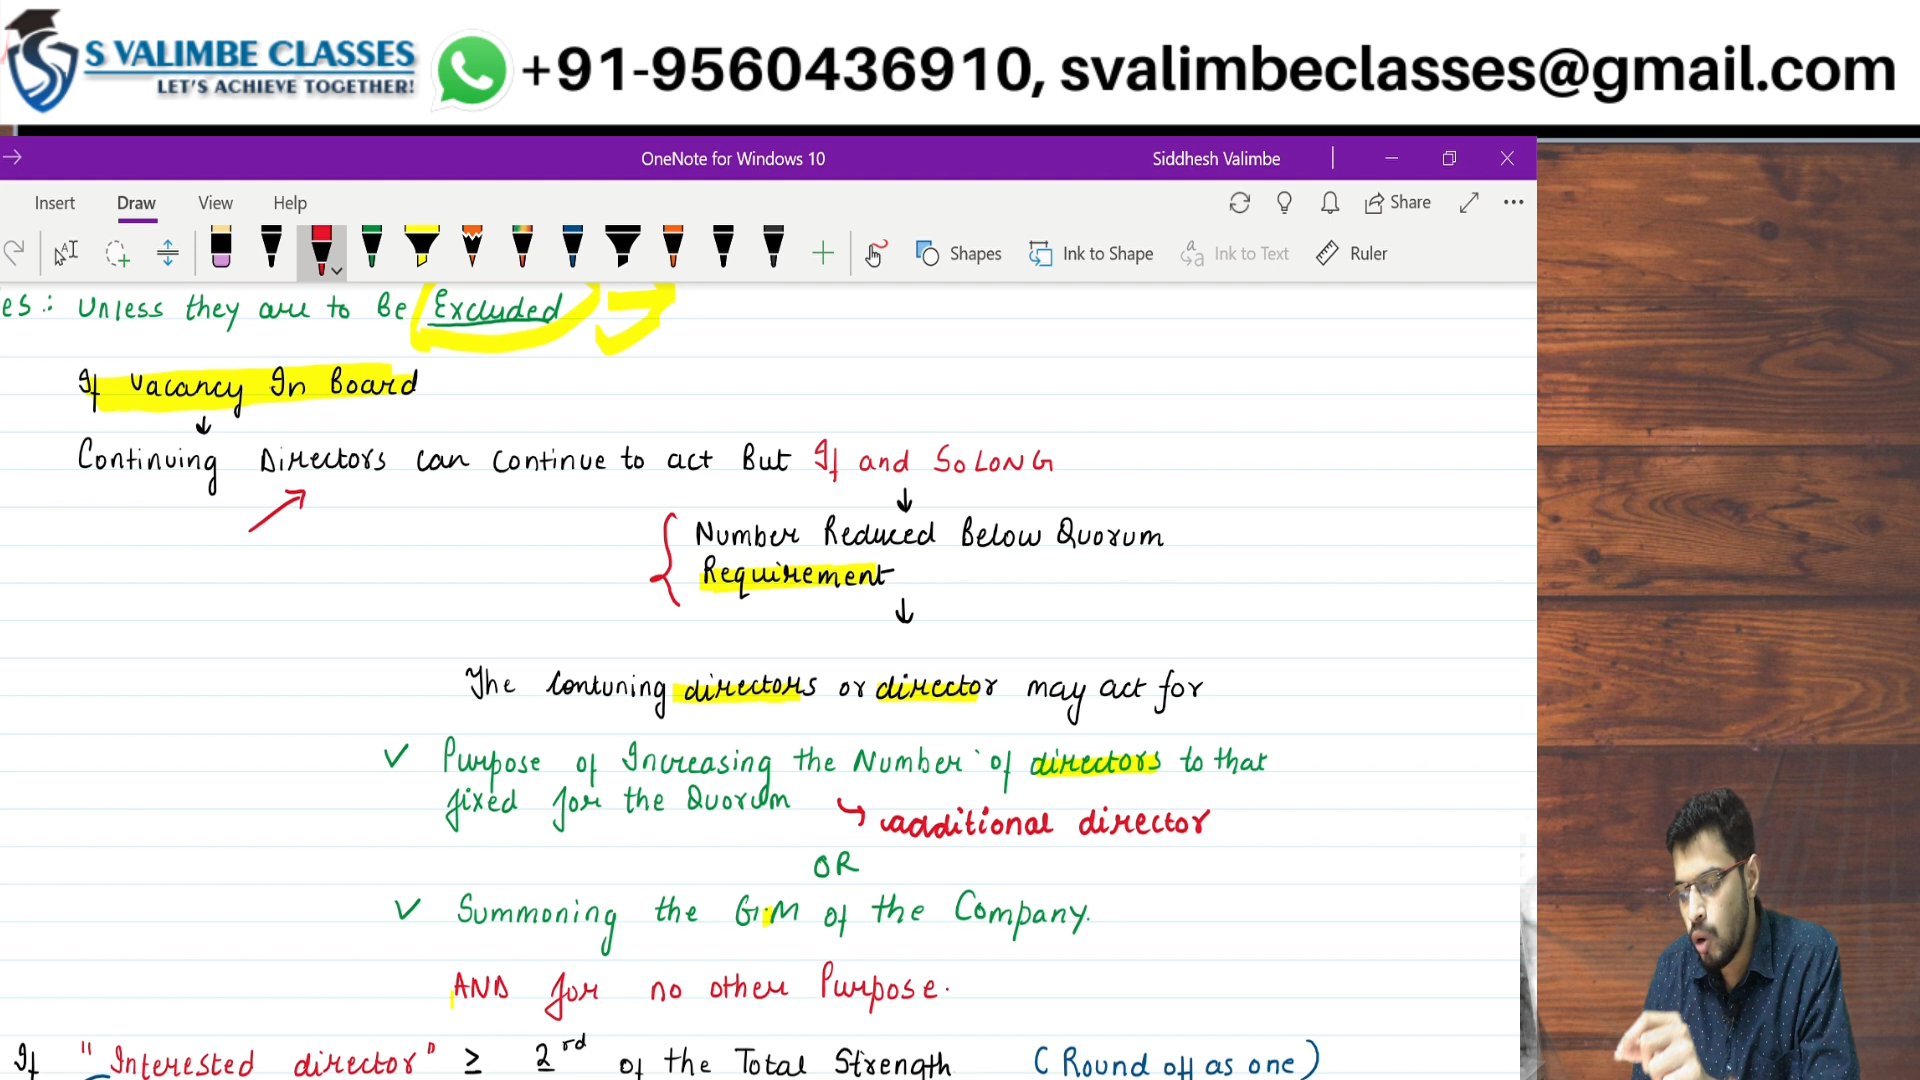 S VALIMBE CLASSES
LET'S ACHIEVE TOGETHER!
+91-9560436910, svalimbeclasses@gmail.com
OneNote for Windows 10
Siddhesh Valimbe
Insert Draw View Help
Share
Shapes Ink to Shape Ink to Text Ruler
es : Unless they are to be Excluded
If Vacancy In Board
Continuing Directors can continue to act But If and SO LONG
Number Reduced Below Quorum
Requirement
The contuning directors or director may act for
✓ Purpose of Increasing the Number of directors to that
fixed for the Quorum
additional director
OR
✓ Summoning the G.M of the Company.
AND for no other Purpose.
If "Interested director" ≥ 2rd of the Total Strength (Round off as one)